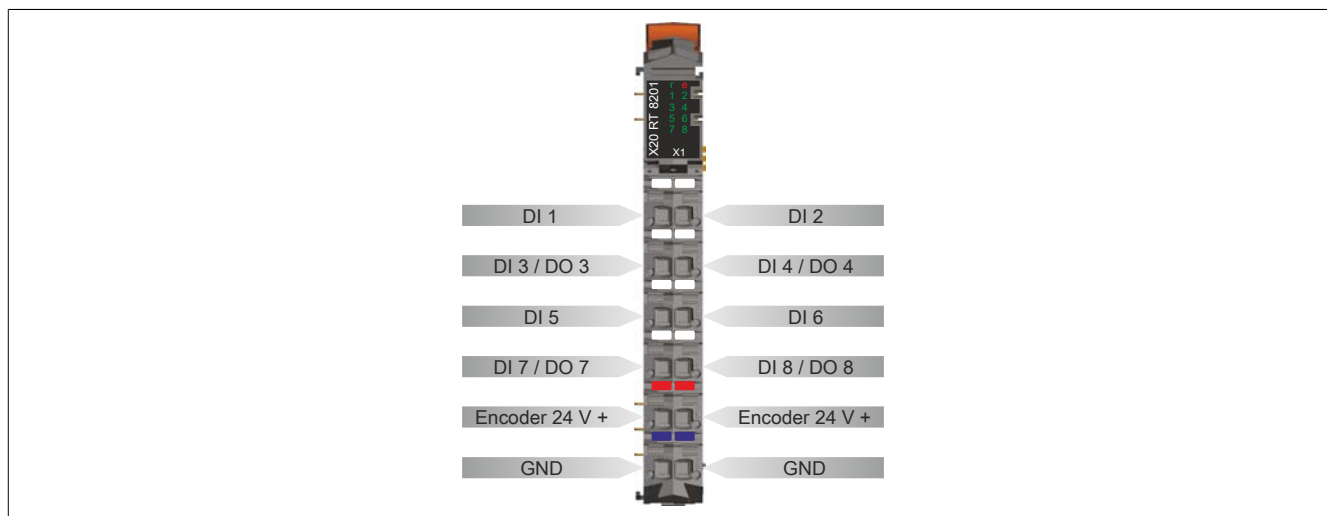 X20 RT 8201
r e
1 2
3 4
5 6
7 8
X1
DI 1
DI 2
DI 3 / DO 3
DI 4 / DO 4
DI 5
DI 6
DI 7 / DO 7
DI 8 / DO 8
Encoder 24 V +
Encoder 24 V +
GND
GND